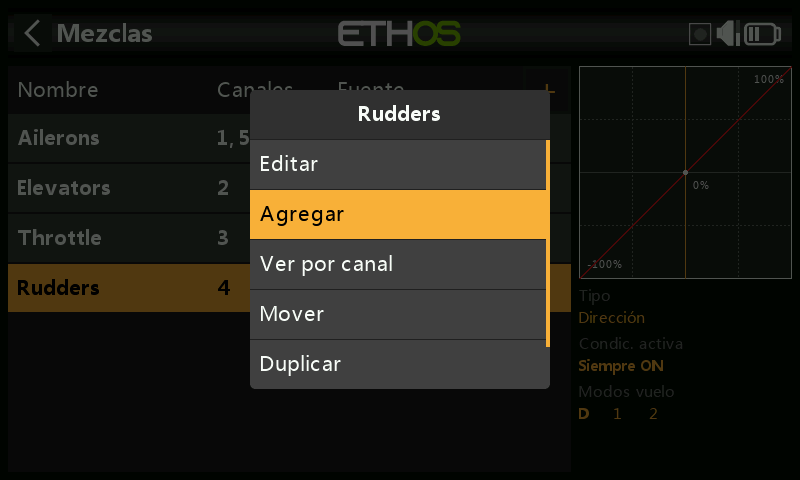 Mezclas
ETHOS
Nombre Canales Fuente +
Ailerons 1, 5
Elevators 2
Throttle 3
Rudders 4
Rudders
Editar
Agregar
Ver por canal
Mover
Duplicar
100%
0%
-100%
Tipo
Dirección
Condic. activa
Siempre ON
Modos vuelo
D 1 2